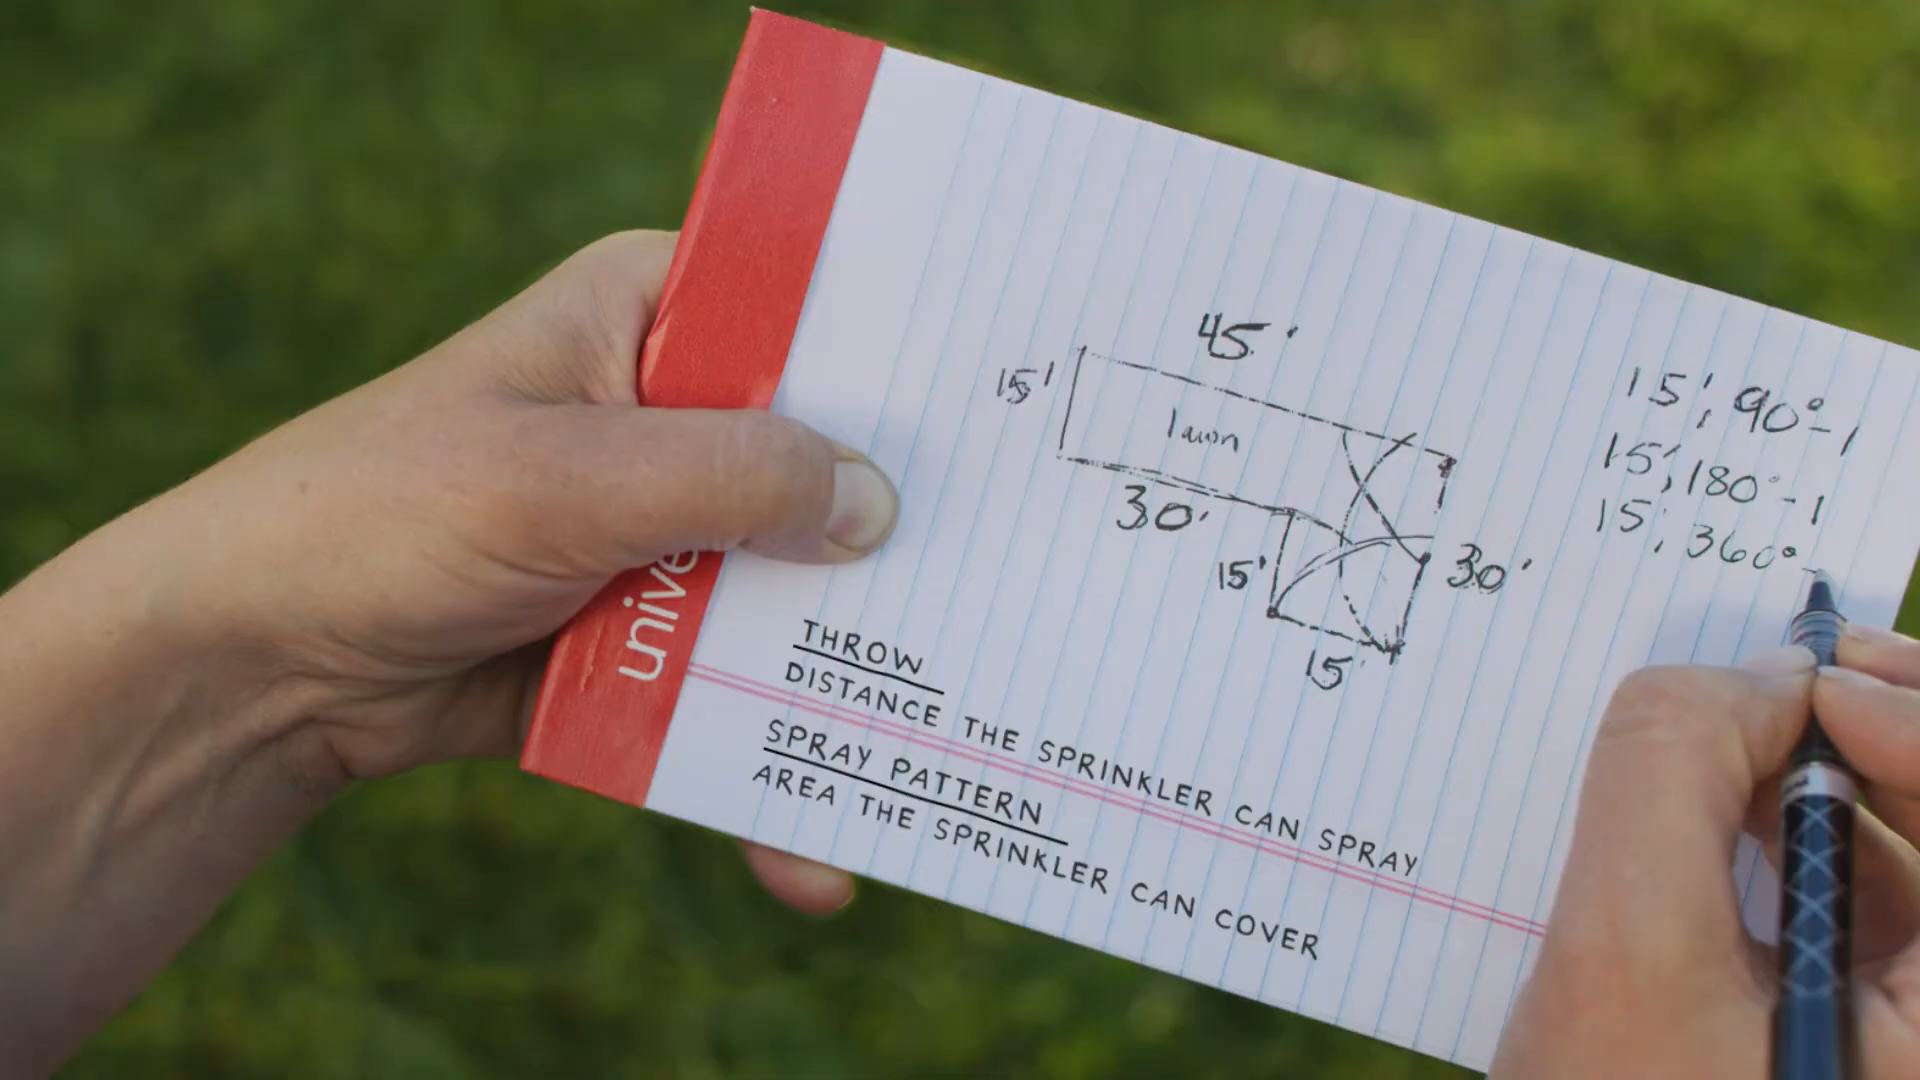 45'
15'
lawn
30'
15'
30'
15'
15', 90° - 1
15', 180° - 1
15', 360° -
THROW
DISTANCE THE SPRINKLER CAN SPRAY
SPRAY PATTERN
AREA THE SPRINKLER CAN COVER
unive